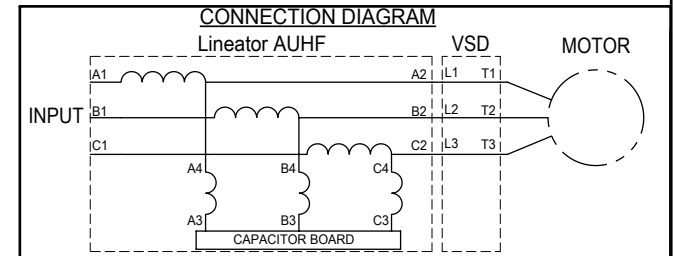 CONNECTION DIAGRAM
Lineator AUHF VSD MOTOR
A1 A2 L1 T1
INPUT B1 B2 L2 T2
C1 C2 L3 T3
A4 B4 C4
A3 B3 C3
CAPACITOR BOARD